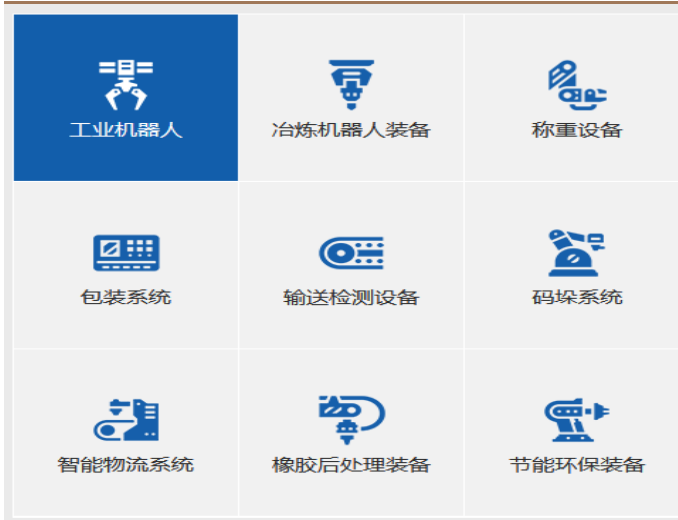 工业机器人
冶炼机器人装备
称重设备
包装系统
输送检测设备
码垛系统
智能物流系统
橡胶后处理装备
节能环保装备